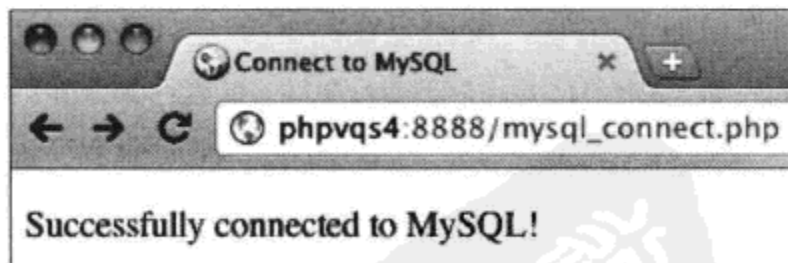 Connect to MySQL
phpvqs4:8888/mysql_connect.php
Successfully connected to MySQL!